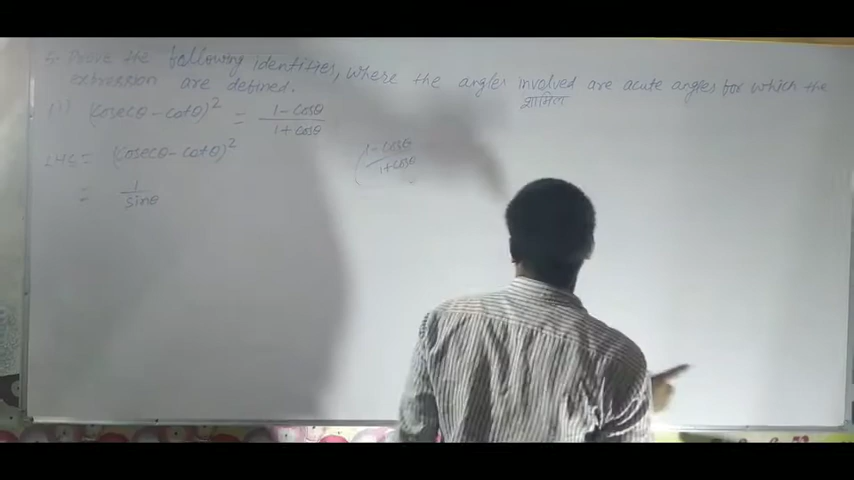 5. Prove the following identities, where the angles involved are acute angles for which the
शामिल
expression are defined.
(i) (cosecθ - cotθ)² = 1 - cosθ / 1 + cosθ
LHS = (cosecθ - cotθ)²
(1 - cosθ / 1 + cosθ
= 1 / sinθ